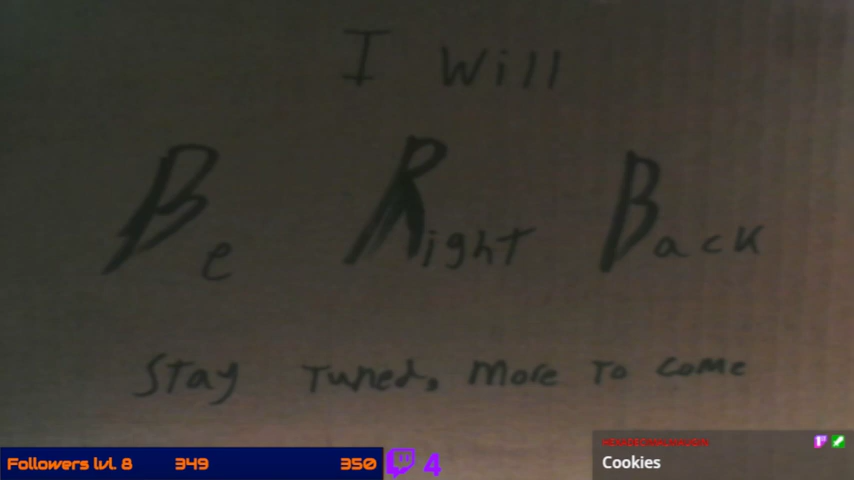 I Will
Be Right Back
Stay Tuned, More To Come
Followers lvl. 8 349 350 4
Cookies